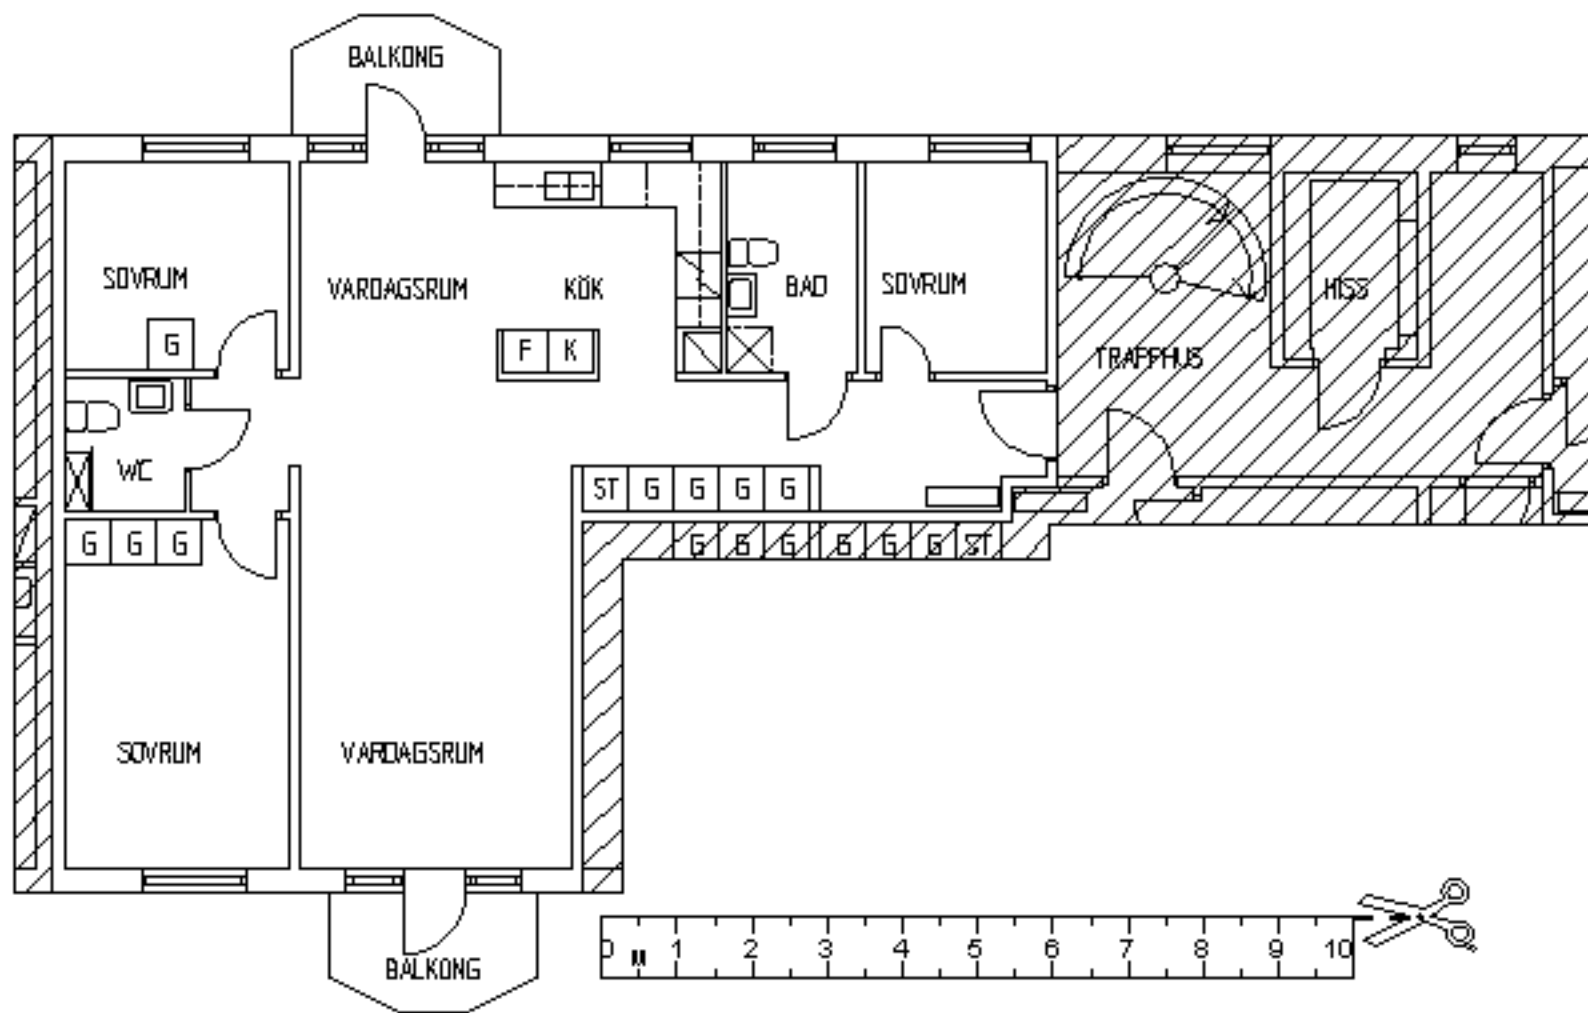 BALKONG
SOVRUM
VARDAGSRUM
KÖK
BAD
SOVRUM
HISS
TRAPPHUS
G
F K
WC
ST G G G G
G G G
G G G G G G ST
SOVRUM
VARDAGSRUM
BALKONG
0 M 1 2 3 4 5 6 7 8 9 10